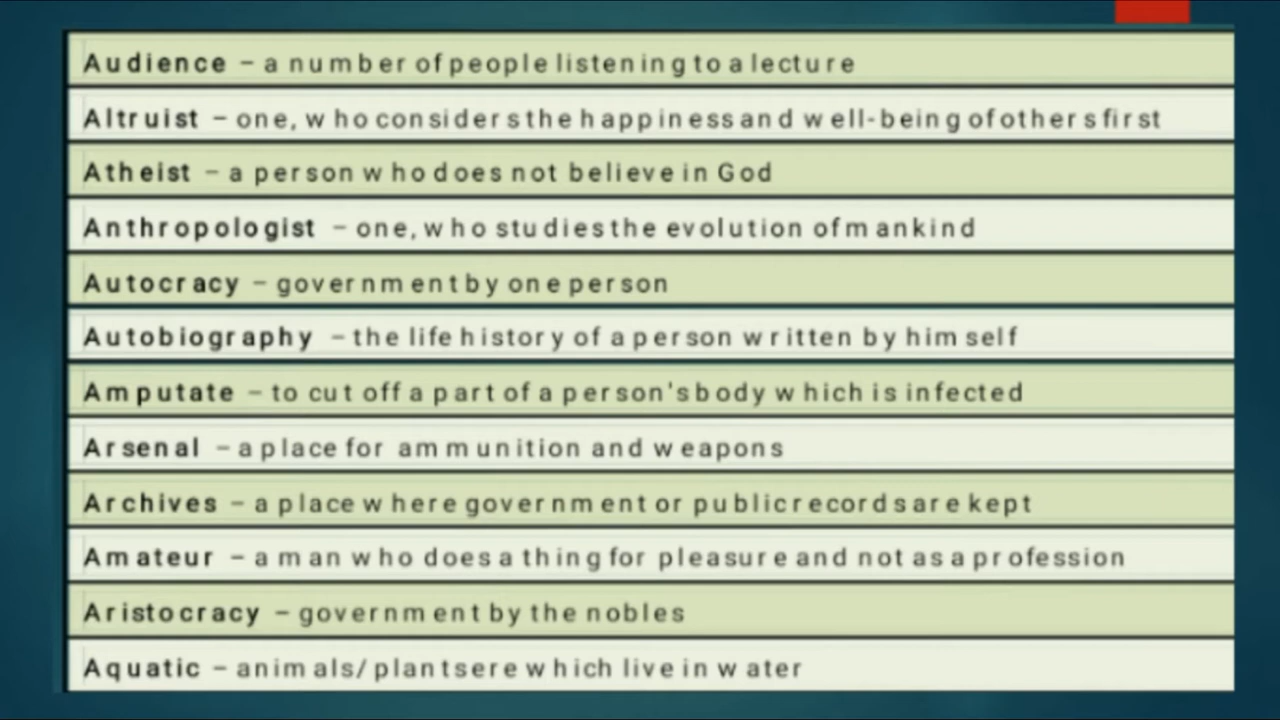 Audience – a number of people listening to a lecture
Altruist – one, who considers the happiness and well-being of others first
Atheist – a person who does not believe in God
Anthropologist – one, who studies the evolution of mankind
Autocracy – government by one person
Autobiography – the life history of a person written by him self
Amputate – to cut off a part of a person's body which is infected
Arsenal – a place for ammunition and weapons
Archives – a place where government or public records are kept
Amateur – a man who does a thing for pleasure and not as a profession
Aristocracy – government by the nobles
Aquatic – animals/ plantsere which live in water